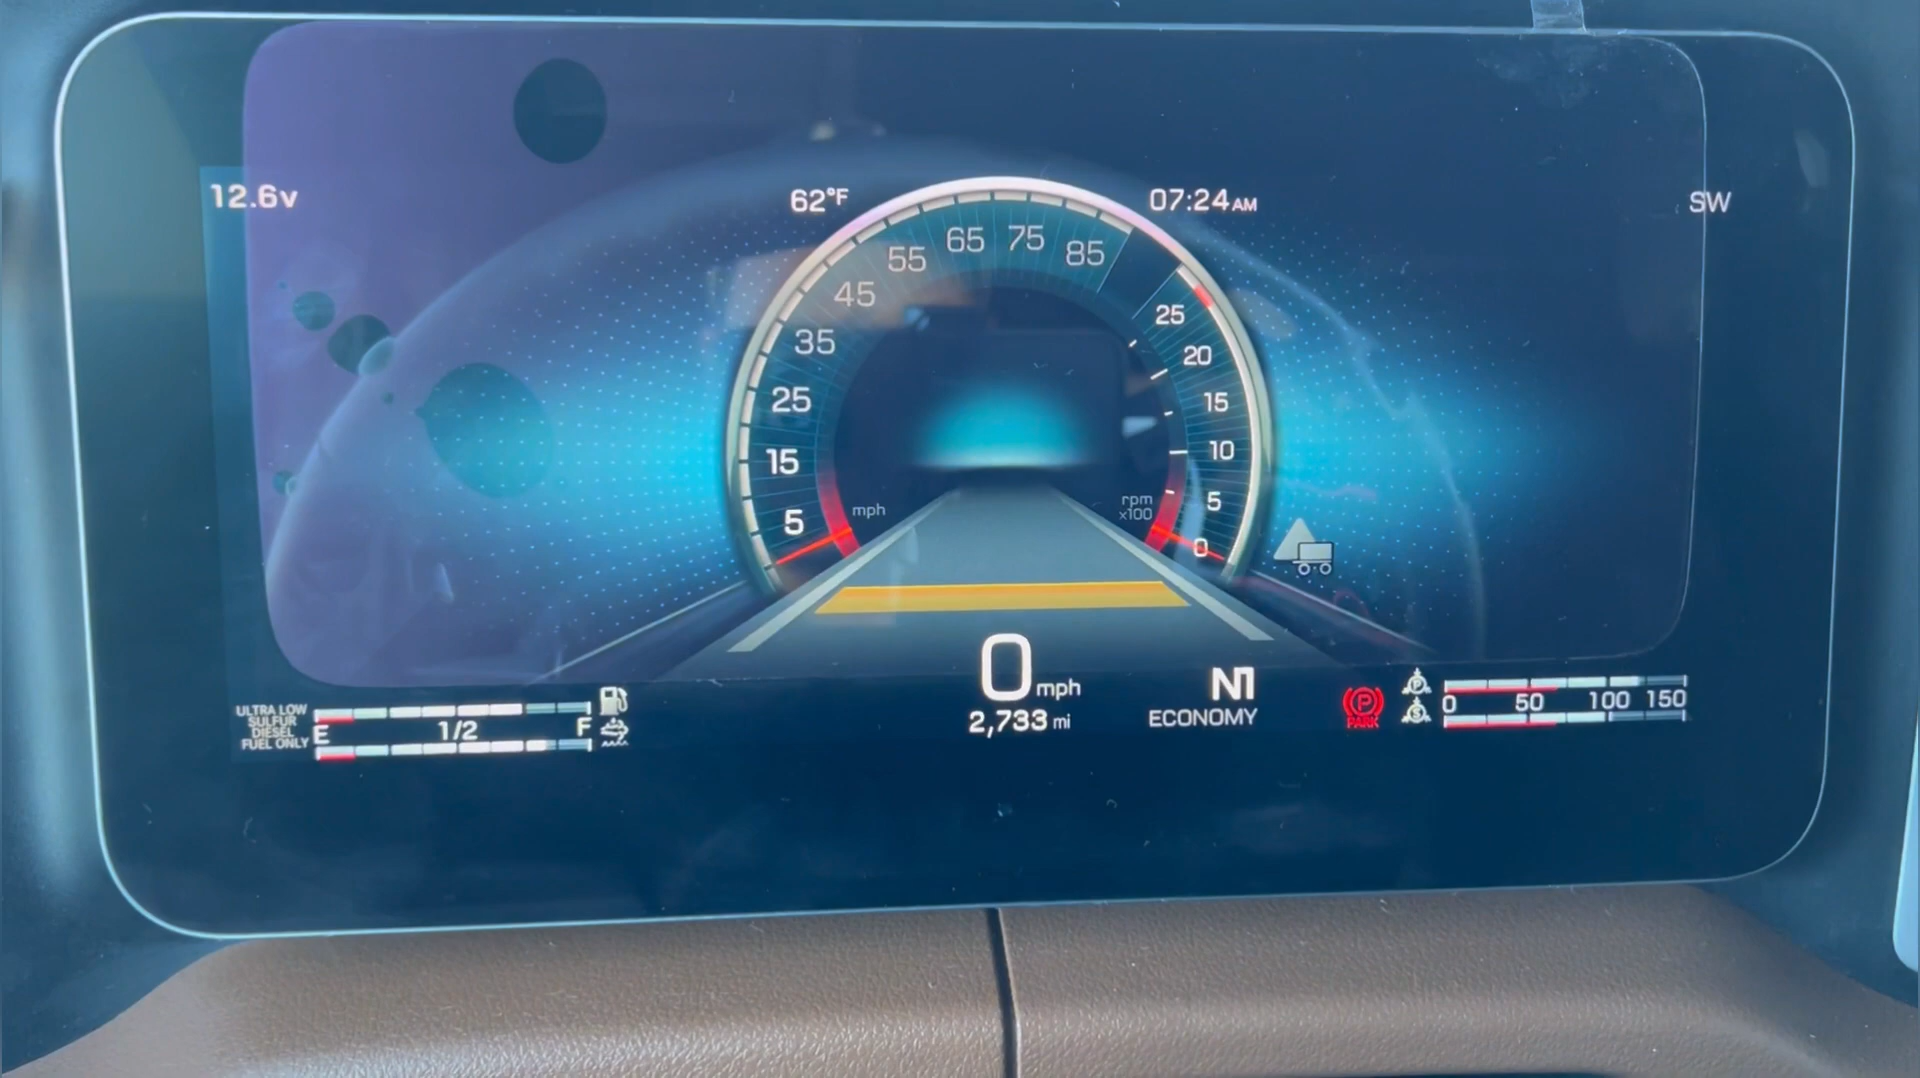 12.6v
62°F
07:24AM
SW
5
15
25
35
45
55
65
75
85
mph
25
20
15
10
5
0
rpm
x100
0mph
2,733 mi
N1
ECONOMY
ULTRA LOW
SULFUR
DIESEL
FUEL ONLY
E 1/2 F
P
PARK
P
S
0 50 100 150